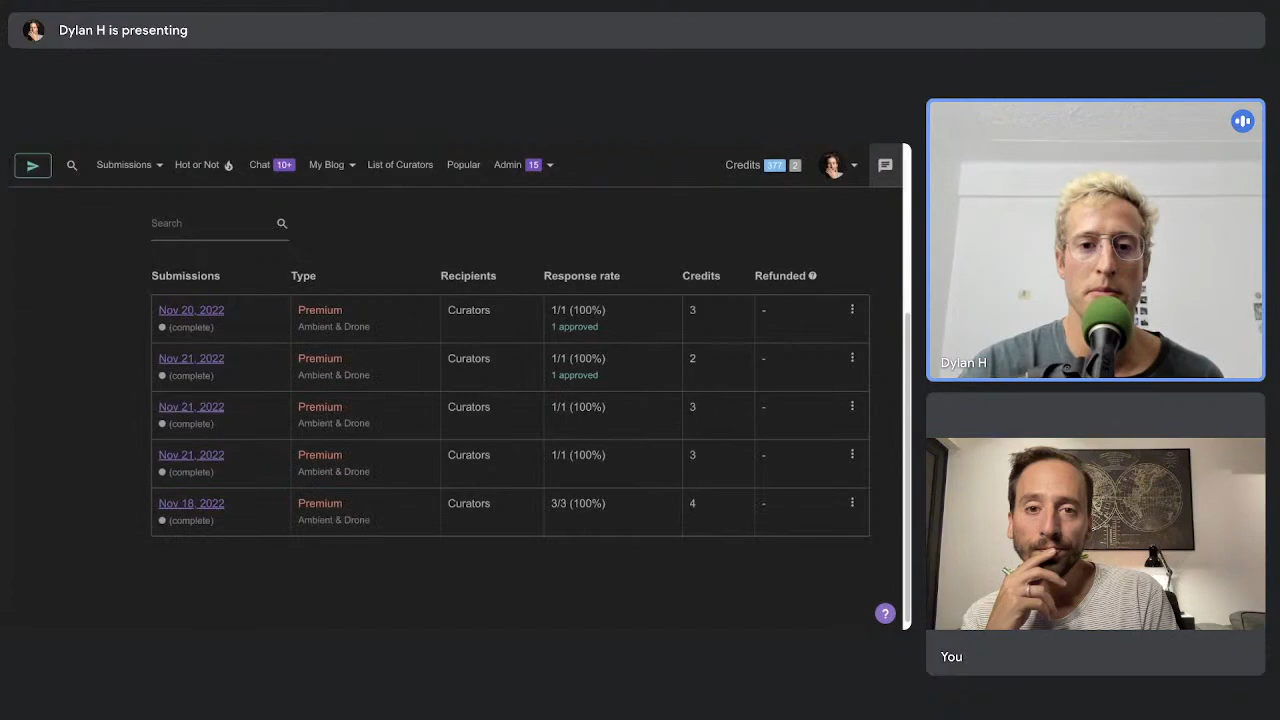 Dylan H is presenting
Submissions Hot or Not Chat 10+ My Blog List of Curators Popular Admin 15 Credits 377 2
Search
Submissions Type Recipients Response rate Credits Refunded ?
Nov 20, 2022 Premium Curators 1/1 (100%) 3 -
(complete) Ambient & Drone 1 approved
Nov 21, 2022 Premium Curators 1/1 (100%) 2 -
(complete) Ambient & Drone 1 approved
Nov 21, 2022 Premium Curators 1/1 (100%) 3 -
(complete) Ambient & Drone
Nov 21, 2022 Premium Curators 1/1 (100%) 3 -
(complete) Ambient & Drone
Nov 18, 2022 Premium Curators 3/3 (100%) 4 -
(complete) Ambient & Drone
?
Dylan H
You